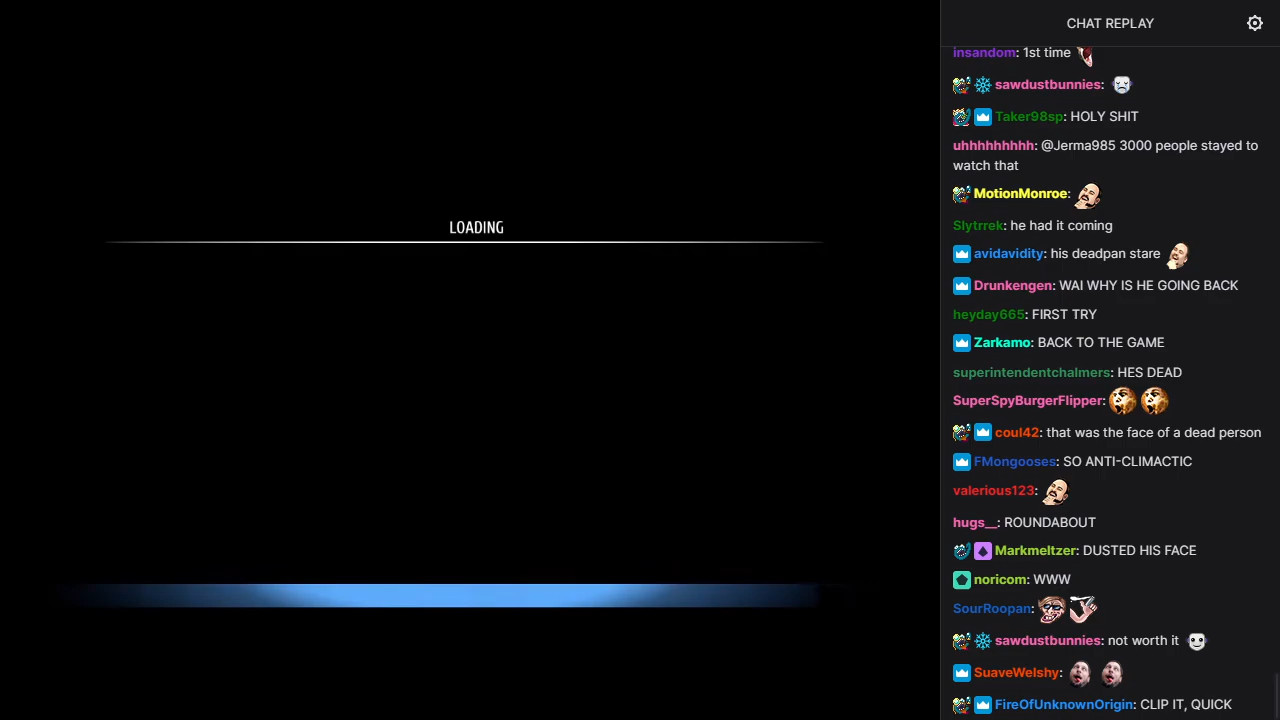 CHAT REPLAY
insandom: 1st time
sawdustbunnies:
Taker98sp: HOLY SHIT
uhhhhhhhhh: @Jerma985 3000 people stayed to
watch that
MotionMonroe:
Slytrrek: he had it coming
avidavidity: his deadpan stare
Drunkengen: WAI WHY IS HE GOING BACK
LOADING
heyday665: FIRST TRY
Zarkamo: BACK TO THE GAME
superintendentchalmers: HES DEAD
SuperSpyBurgerFlipper:
coul42: that was the face of a dead person
FMongooses: SO ANTI-CLIMACTIC
valerious123:
hugs__: ROUNDABOUT
Markmeltzer: DUSTED HIS FACE
noricom: WWW
SourRoopan:
sawdustbunnies: not worth it
SuaveWelshy:
FireOfUnknownOrigin: CLIP IT, QUICK